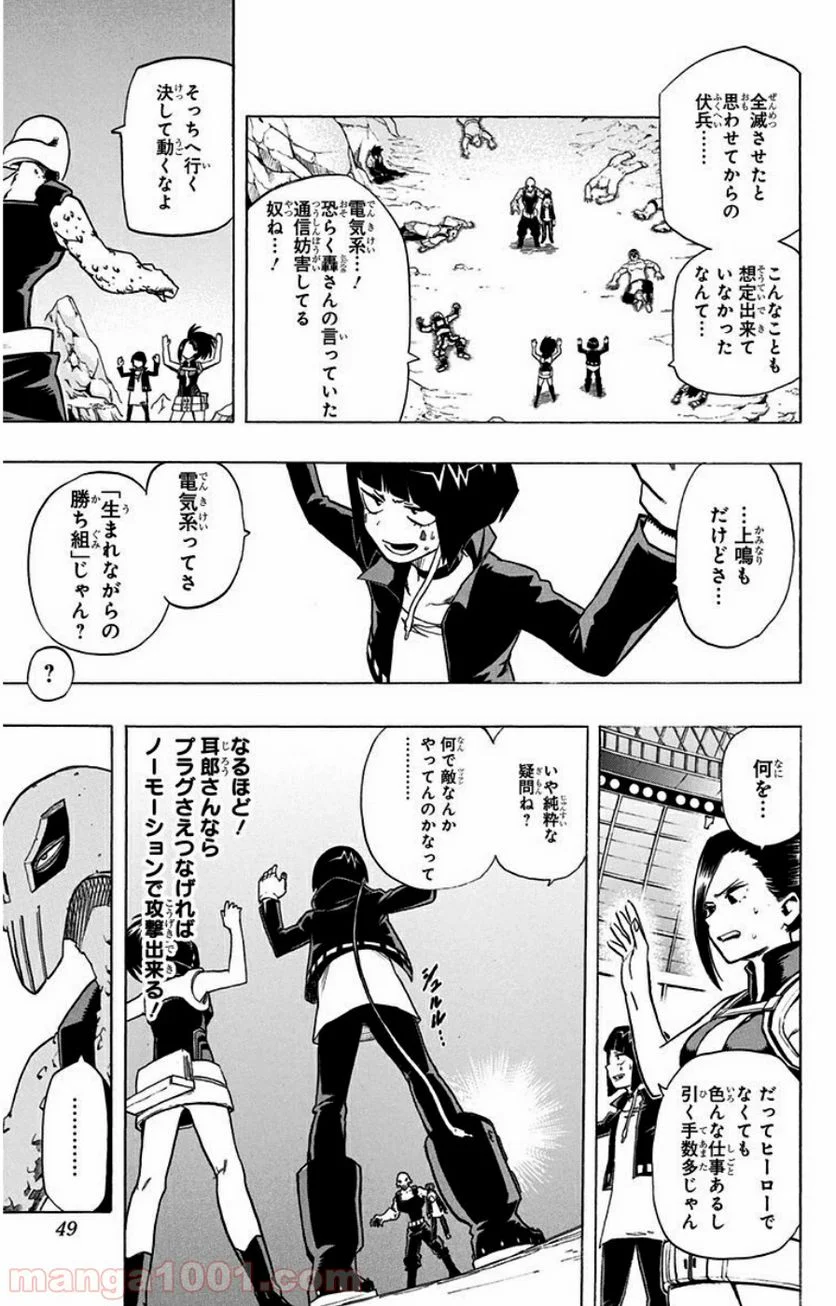 全滅させたと
思わせてからの
伏兵……
こんなことも
想定出来て
いなかった
なんて…
電気系…！
恐らく轟さんの言っていた
通信妨害してる
奴ね…！
そっちへ行く
決して動くなよ
…上鳴も
だけどさ…
電気系ってさ
「生まれながらの
勝ち組」じゃん？
？
何を…
だってヒーローで
なくても
色んな仕事あるし
引く手数多じゃん
いや純粋な
疑問ね？
何で敵なんか
やってんのかなって
…………
シュルル…
なるほど！
耳郎さんなら
プラグさえつなげれば
ノーモーションで攻撃出来る！
…………
49
manga1001.com